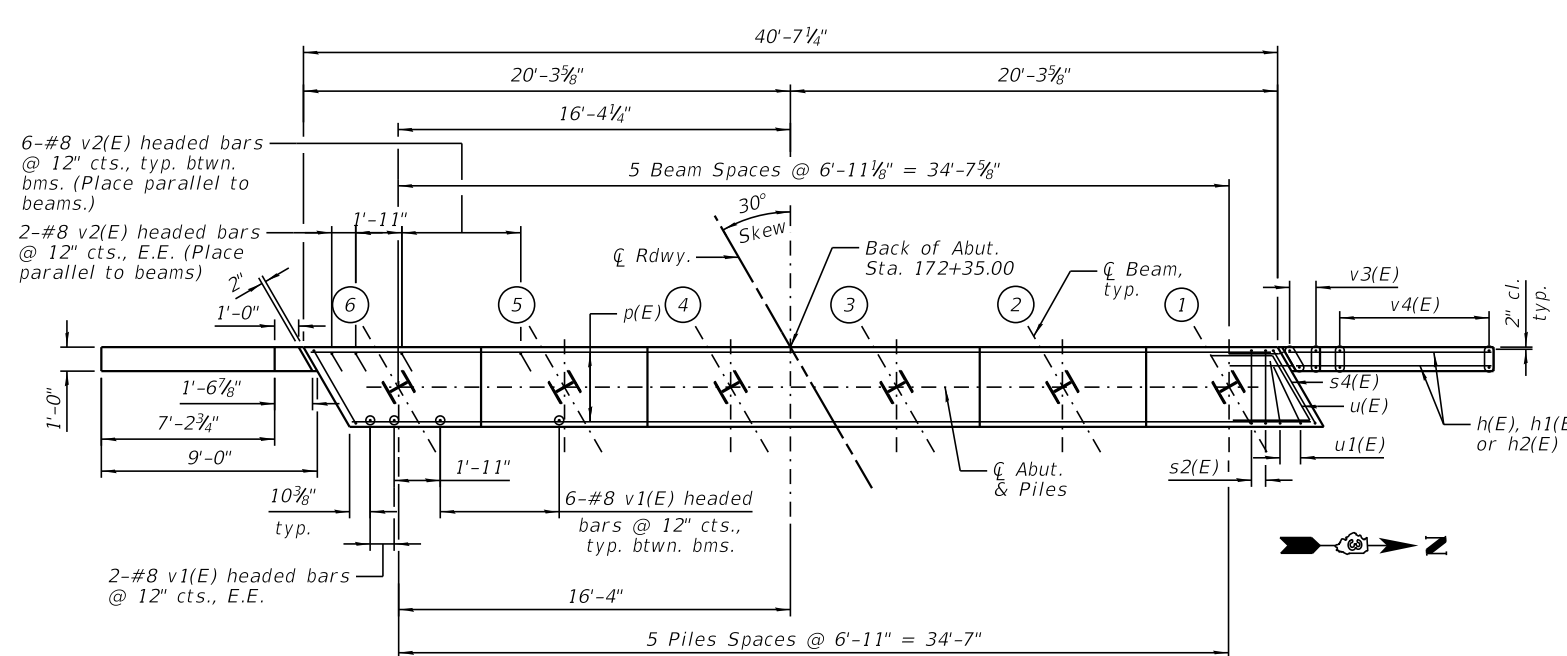 40'-7¼"
20'-3⅝"
20'-3⅝"
16'-4¼"
6-#8 v2(E) headed bars
@ 12" cts., typ. btwn.
bms. (Place parallel to
beams.)
5 Beam Spaces @ 6'-11⅛" = 34'-7⅝"
30°
Skew
1'-11"
2-#8 v2(E) headed bars
@ 12" cts., E.E. (Place
parallel to beams)
℄ Rdwy.
Back of Abut.
Sta. 172+35.00
℄ Beam,
typ.
v3(E)
2"
v4(E)
2" cl.
typ.
1'-0"
p(E)
6
5
4
3
2
1
1'-0"
1'-6⅞"
7'-2¾"
9'-0"
s4(E)
u(E)
h(E), h1(E
or h2(E)
u1(E)
s2(E)
1'-11"
℄ Abut.
& Piles
10⅜"
typ.
6-#8 v1(E) headed
bars @ 12" cts.,
typ. btwn. bms.
3
N
2-#8 v1(E) headed bars
@ 12" cts., E.E.
16'-4"
5 Piles Spaces @ 6'-11" = 34'-7"